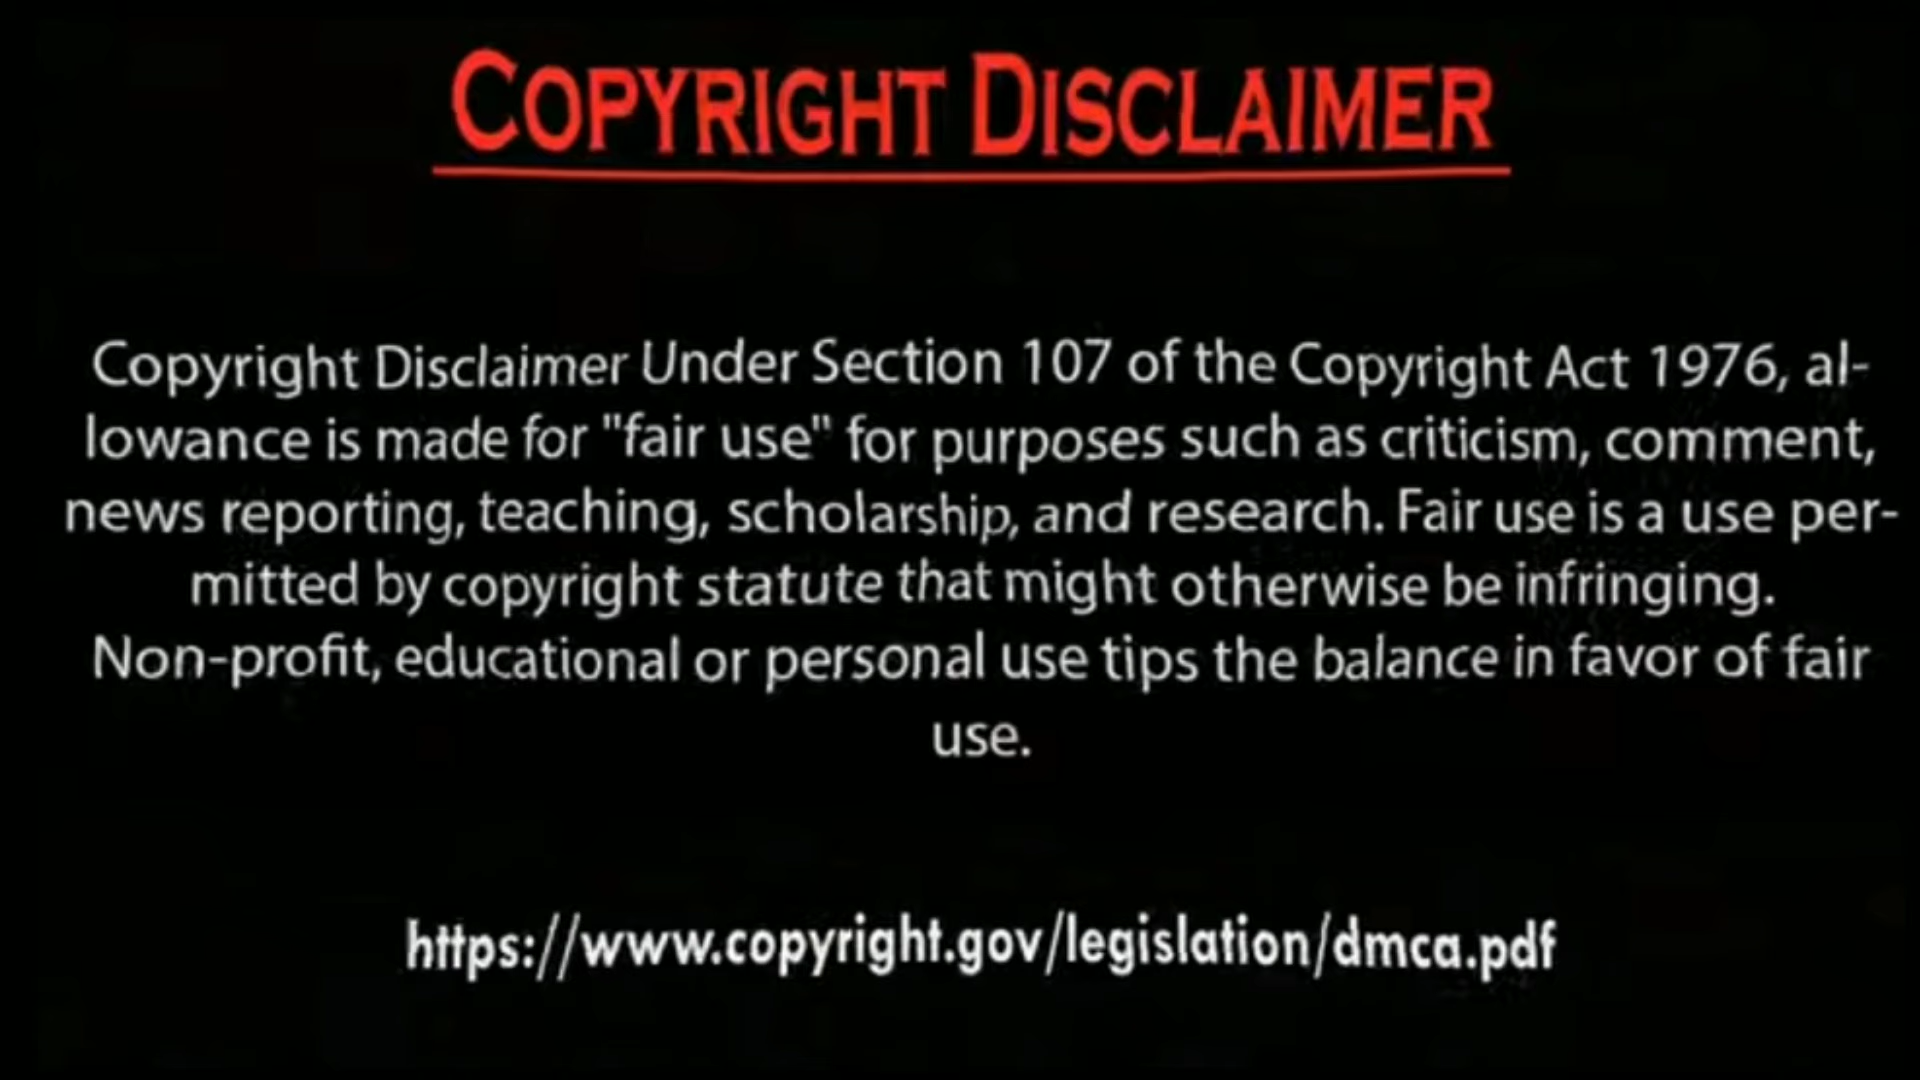 COPYRIGHT DISCLAIMER
Copyright Disclaimer Under Section 107 of the Copyright Act 1976, al-
lowance is made for "fair use" for purposes such as criticism, comment,
news reporting, teaching, scholarship, and research. Fair use is a use per-
mitted by copyright statute that might otherwise be infringing.
Non-profit, educational or personal use tips the balance in favor of fair
use.
https://www.copyright.gov/legislation/dmca.pdf